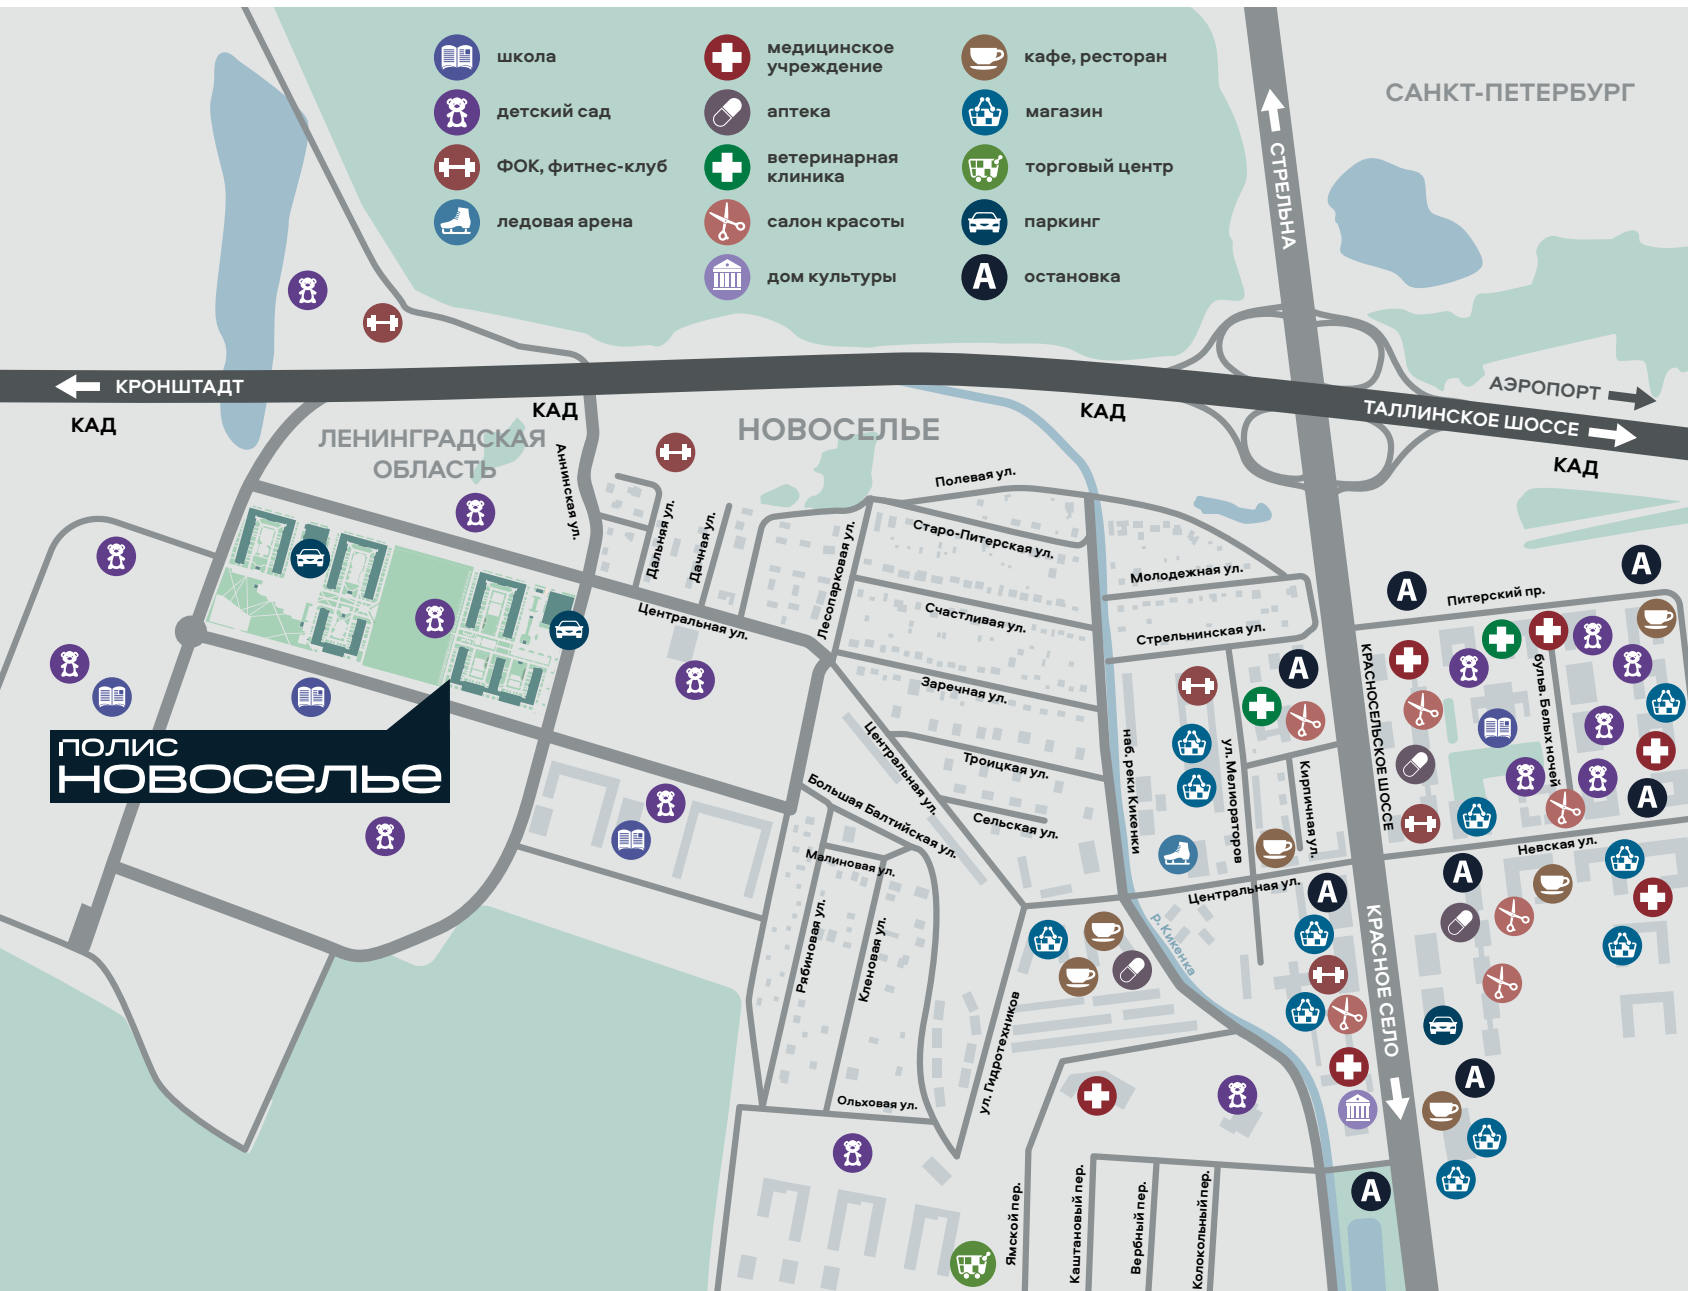 школа
детский сад
ФОК, фитнес-клуб
ледовая арена
медицинское
учреждение
аптека
ветеринарная
клиника
салон красоты
дом культуры
кафе, ресторан
магазин
торговый центр
паркинг
А
остановка
САНКТ-ПЕТЕРБУРГ
СТРЕЛЬНА
КРОНШТАДТ
КАД
КАД
КАД
КАД
АЭРОПОРТ
ТАЛЛИНСКОЕ ШОССЕ
ЛЕНИНГРАДСКАЯ
ОБЛАСТЬ
НОВОСЕЛЬЕ
Аннинская ул.
Дальняя ул.
Дачная ул.
Лесопарковая ул.
Полевая ул.
Старо-Питерская ул.
Счастливая ул.
Заречная ул.
Троицкая ул.
Сельская ул.
Центральная ул.
Центральная ул.
Центральная ул.
Большая Балтийская ул.
Малиновая ул.
Рябиновая ул.
Кленовая ул.
Ольховая ул.
ул. Гидротехников
Молодежная ул.
Стрельнинская ул.
наб. реки Кикенки
ул. Мелиораторов
Кирпичная ул.
р. Кикенка
КРАСНОСЕЛЬСКОЕ ШОССЕ
КРАСНОЕ СЕЛО
Питерский пр.
бульв. Белых ночей
Невская ул.
Ямской пер.
Каштановый пер.
Вербный пер.
Колокольный пер.
ПОЛИС
НОВОСЕЛЬЕ
А
А
А
А
А
А
А
А